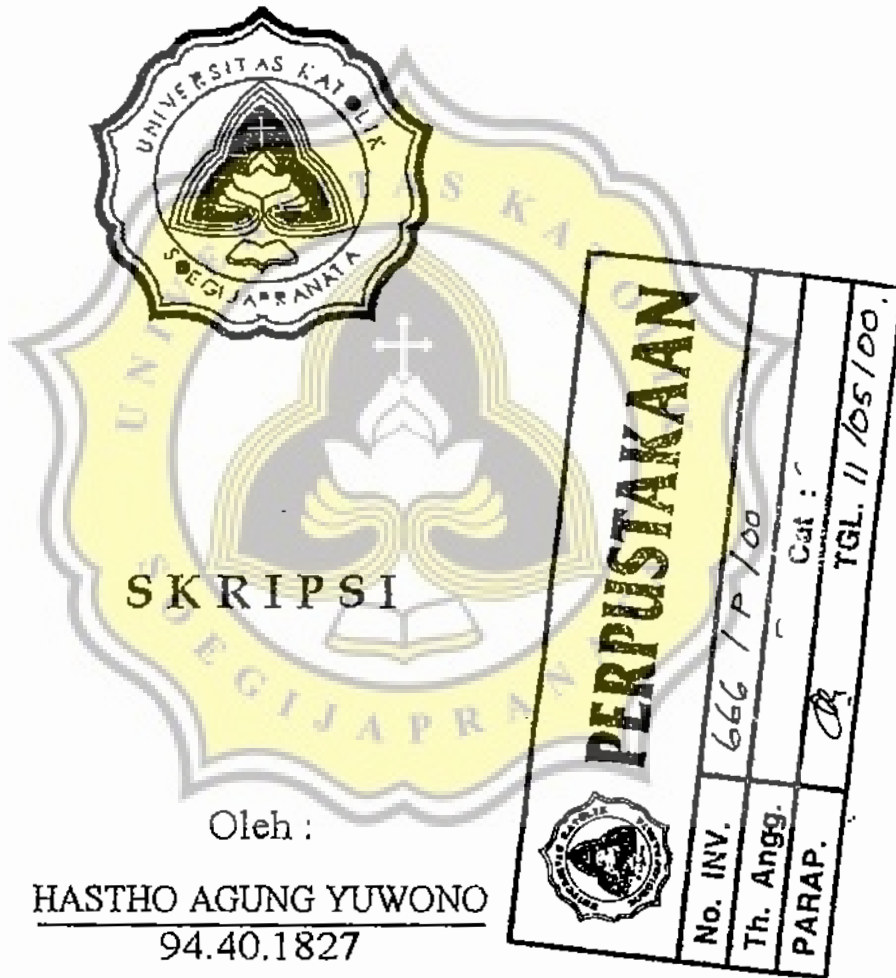 UNIVERSITAS KATOLIK
SOEGIJAPRANATA
SKRIPSI
Oleh :
HASTHO AGUNG YUWONO
94.40.1827
PERPUSTAKAAN
No. INV. 666 / P / 00
Th. Angg. Cat :
PARAP. TGL. 11 / 05 / 00.